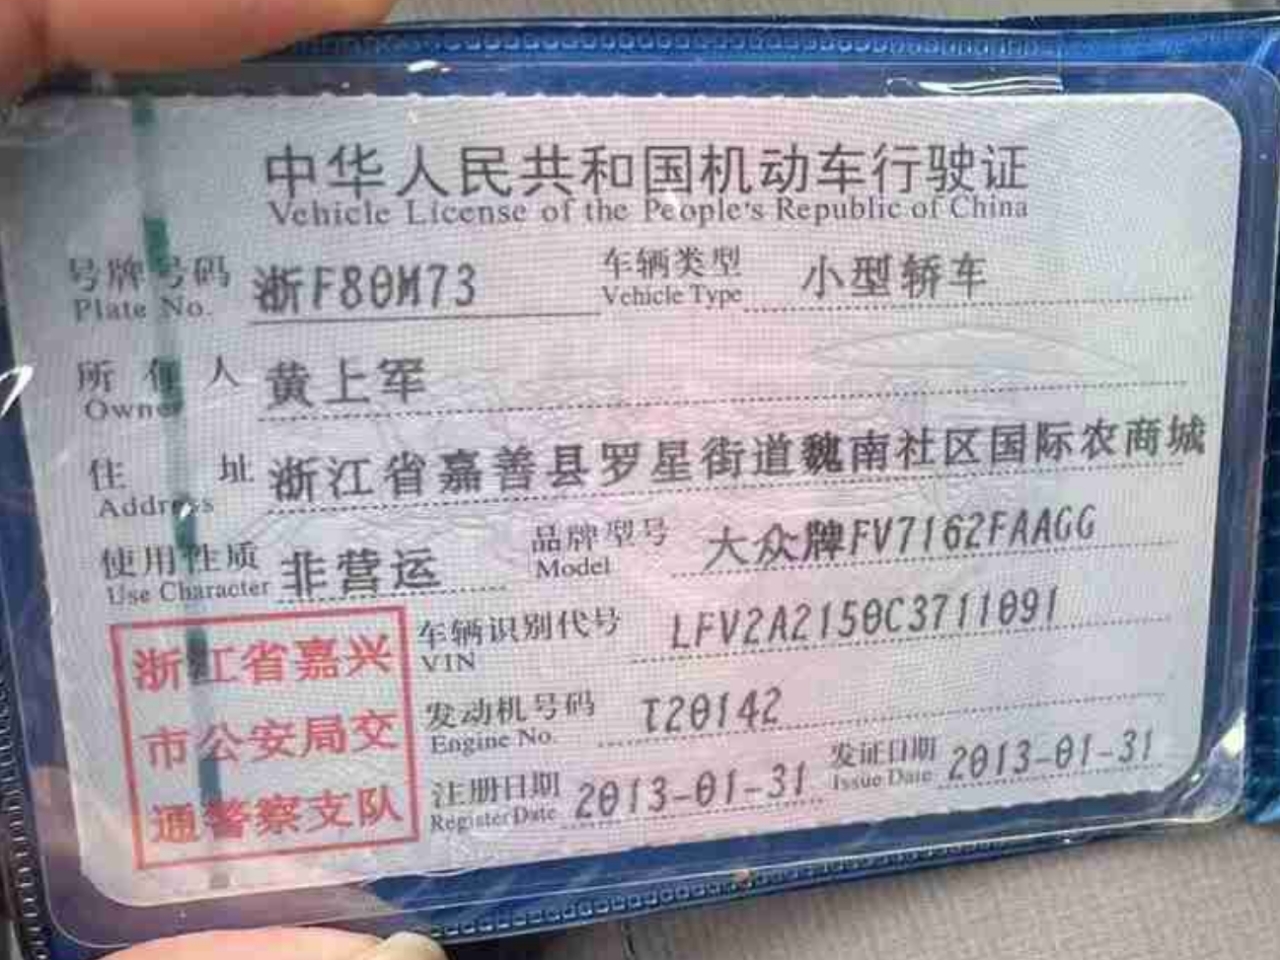 中华人民共和国机动车行驶证
Vehicle License of the People's Republic of China
号牌号码 浙F80M73 车辆类型 小型轿车
Plate No. Vehicle Type
所有人 黄上军
Owner
住址 浙江省嘉善县罗星街道魏南社区国际农商城
Address
使用性质 非营运 品牌型号 大众牌FV7162FAAGG
Use Character Model
车辆识别代号 LFV2A2150C3711091
VIN
发动机号码 T20142
Engine No.
注册日期 2013-01-31 发证日期 2013-01-31
Register Date Issue Date
浙江省嘉兴
市公安局交
通警察支队